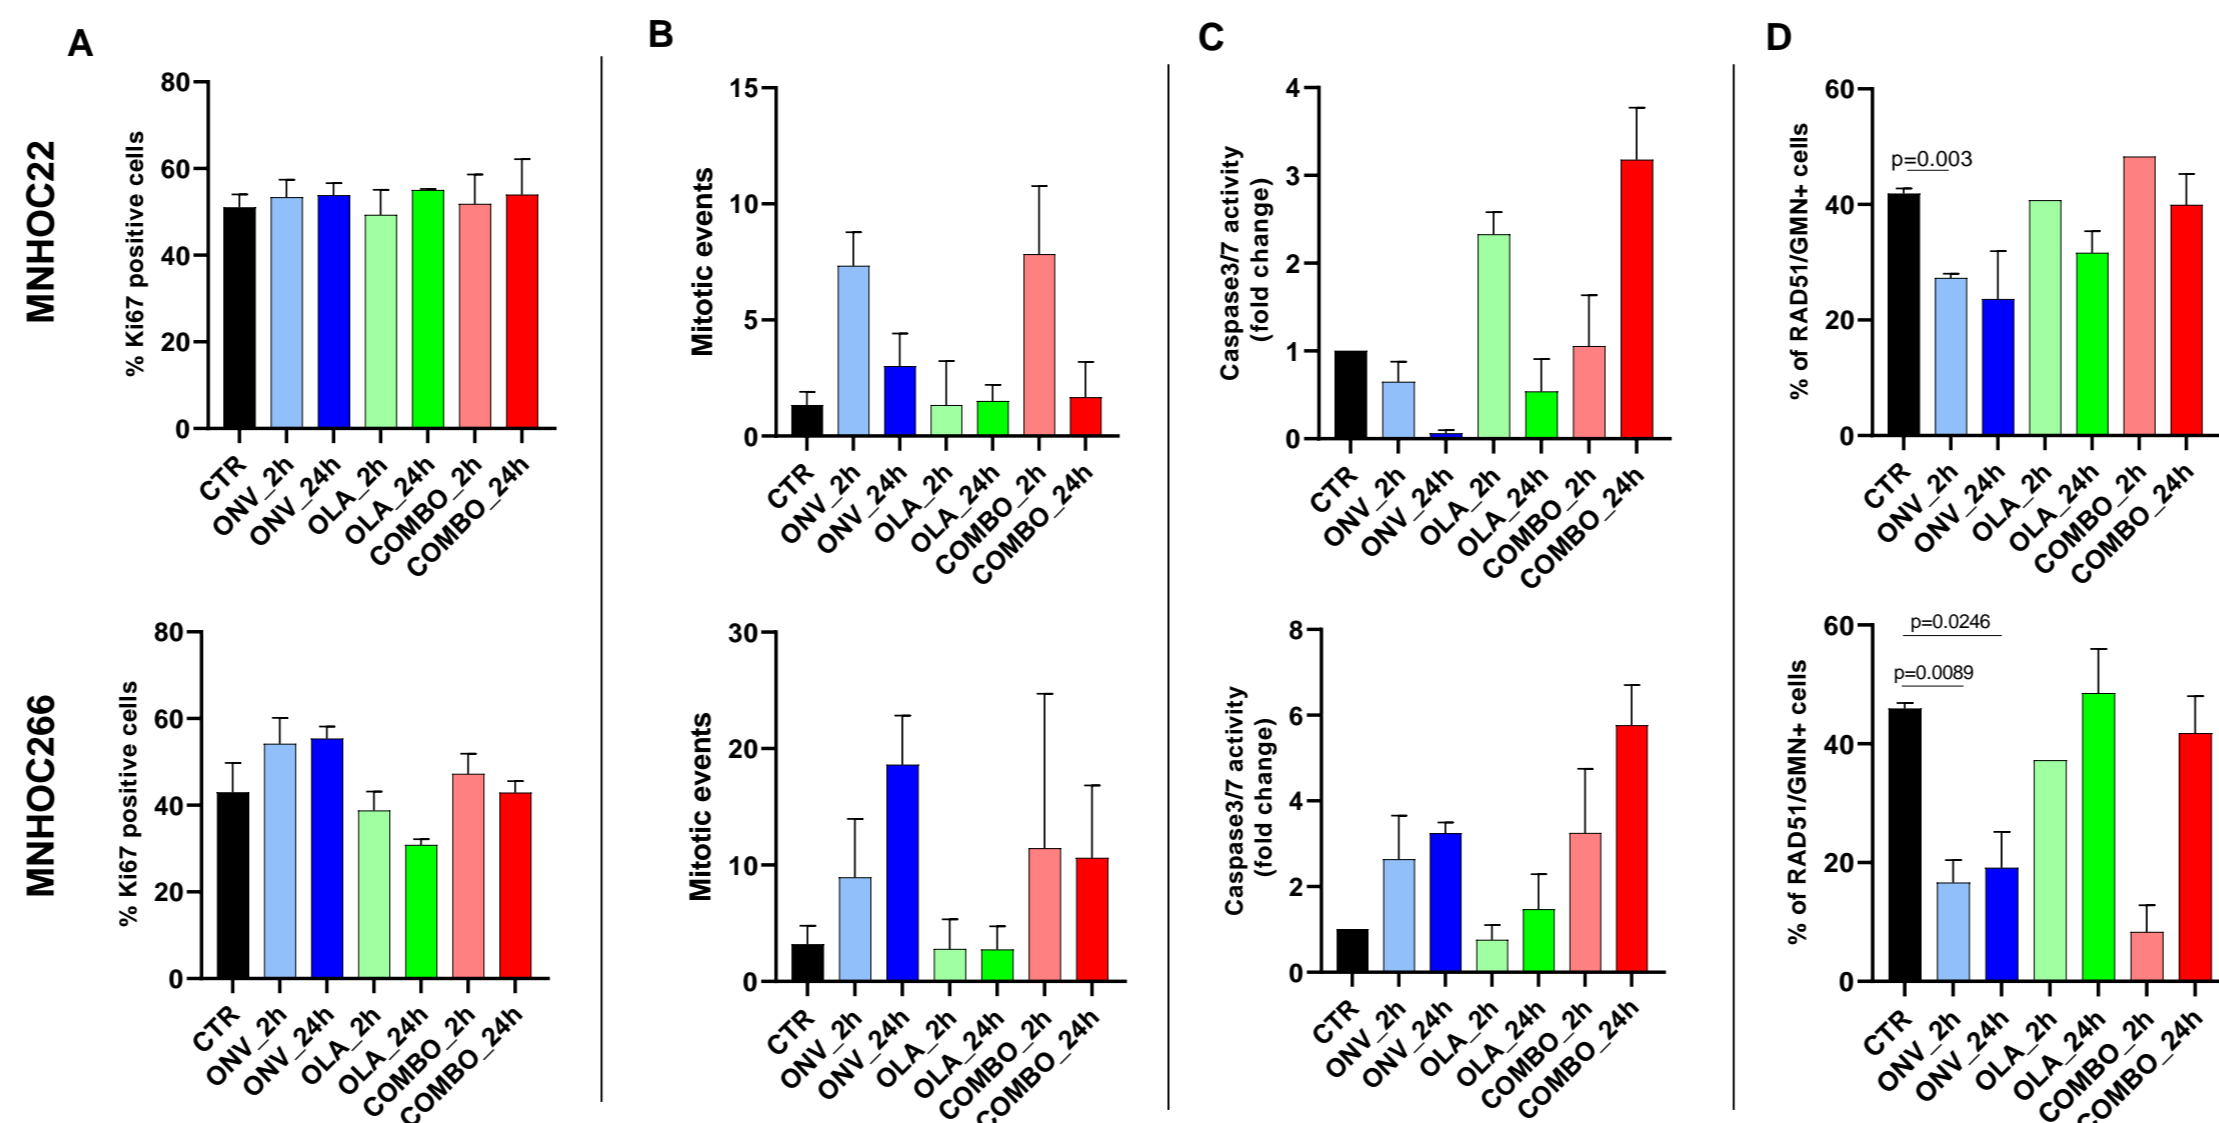 A
B
C
D
MNHOC22
% Ki67 positive cells
80
60
40
20
0
CTR
ONV_2h
ONV_24h
OLA_2h
OLA_24h
COMBO_2h
COMBO_24h
Mitotic events
15
10
5
0
CTR
ONV_2h
ONV_24h
OLA_2h
OLA_24h
COMBO_2h
COMBO_24h
Caspase3/7 activity
(fold change)
4
3
2
1
0
CTR
ONV_2h
ONV_24h
OLA_2h
OLA_24h
COMBO_2h
COMBO_24h
% of RAD51/GMN+ cells
60
40
20
0
p=0.003
CTR
ONV_2h
ONV_24h
OLA_2h
OLA_24h
COMBO_2h
COMBO_24h
MNHOC266
% Ki67 positive cells
80
60
40
20
0
CTR
ONV_2h
ONV_24h
OLA_2h
OLA_24h
COMBO_2h
COMBO_24h
Mitotic events
30
20
10
0
CTR
ONV_2h
ONV_24h
OLA_2h
OLA_24h
COMBO_2h
COMBO_24h
Caspase3/7 activity
(fold change)
8
6
4
2
0
CTR
ONV_2h
ONV_24h
OLA_2h
OLA_24h
COMBO_2h
COMBO_24h
% of RAD51/GMN+ cells
60
40
20
0
p=0.0246
p=0.0089
CTR
ONV_2h
ONV_24h
OLA_2h
OLA_24h
COMBO_2h
COMBO_24h